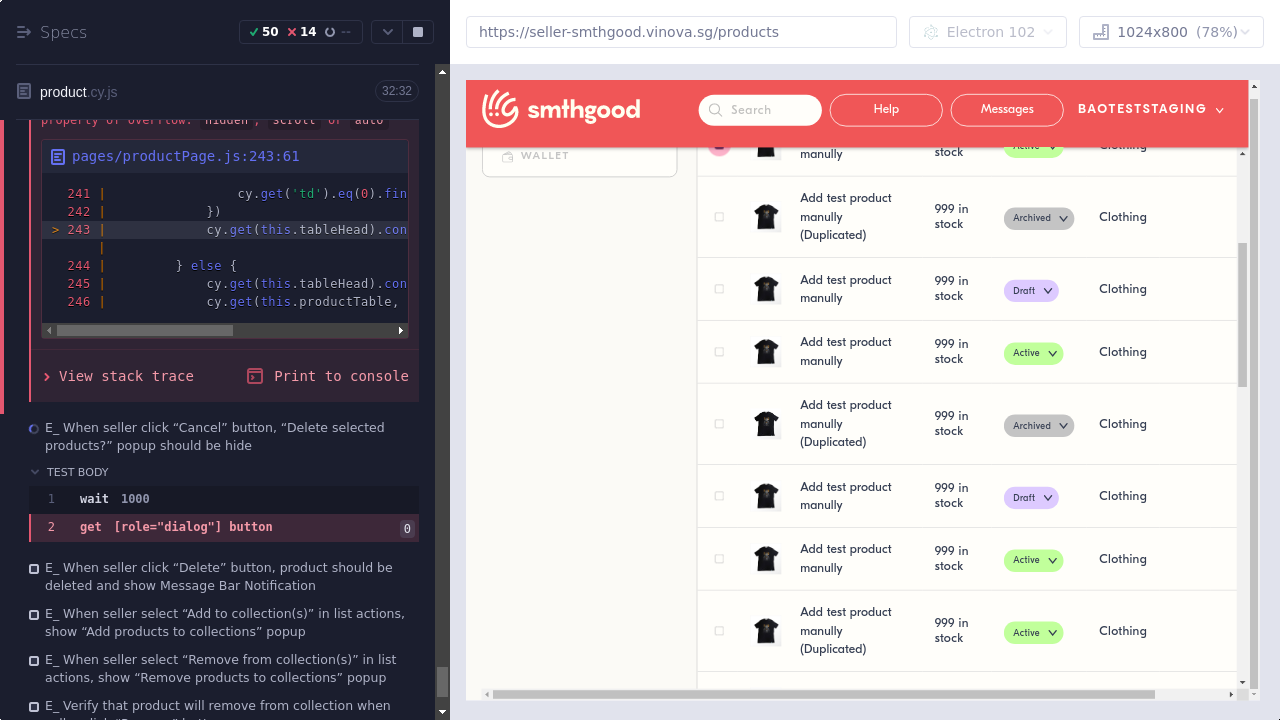 Specs
50
14
--
https://seller-smthgood.vinova.sg/products
Electron 102
1024x800 (78%)
product.cy.js
32:32
property of overflow: hidden, scroll or auto
pages/productPage.js:243:61
241 | cy.get('td').eq(0).fin
242 | })
> 243 | cy.get(this.tableHead).con
|
244 | } else {
245 | cy.get(this.tableHead).con
246 | cy.get(this.productTable,
View stack trace
Print to console
E_ When seller click “Cancel” button, “Delete selected
products?” popup should be hide
TEST BODY
1 wait 1000
2 get [role="dialog"] button
0
E_ When seller click “Delete” button, product should be
deleted and show Message Bar Notification
E_ When seller select “Add to collection(s)” in list actions,
show “Add products to collections” popup
E_ When seller select “Remove from collection(s)” in list
actions, show “Remove products to collections” popup
E_ Verify that product will remove from collection when
smthgood
Search
Help
Messages
BAOTESTSTAGING
WALLET
manully
stock
Active
Clothing
Add test product
manully
(Duplicated)
999 in
stock
Archived
Clothing
Add test product
manully
999 in
stock
Draft
Clothing
Add test product
manully
999 in
stock
Active
Clothing
Add test product
manully
(Duplicated)
999 in
stock
Archived
Clothing
Add test product
manully
999 in
stock
Draft
Clothing
Add test product
manully
999 in
stock
Active
Clothing
Add test product
manully
(Duplicated)
999 in
stock
Active
Clothing